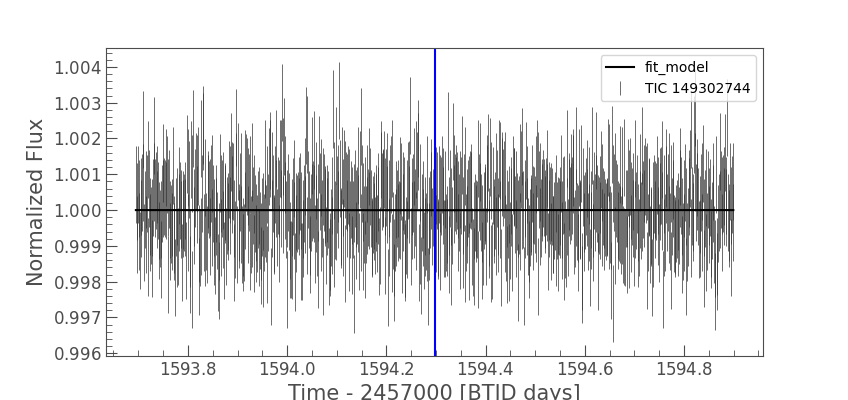 fit_model
TIC 149302744
1.004
1.003
1.002
1.001
1.000
0.999
0.998
0.997
0.996
Normalized Flux
1593.8 1594.0 1594.2 1594.4 1594.6 1594.8
Time - 2457000 [BTJD days]